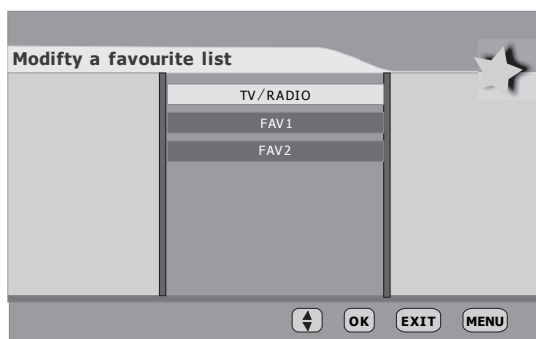 Modifty a favourite list
TV/RADIO
FAV1
FAV2
OK EXIT MENU